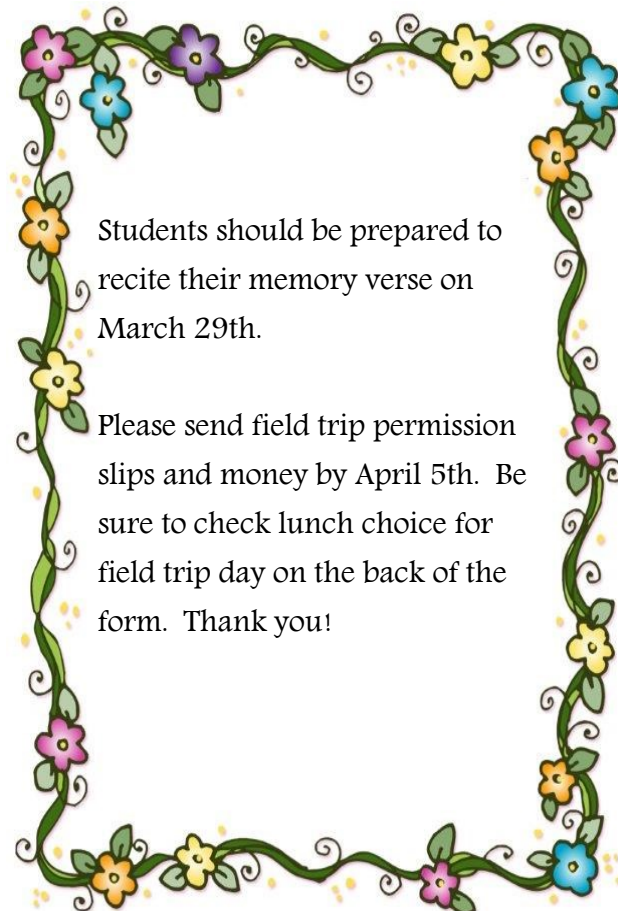 Students should be prepared to
recite their memory verse on
March 29th.
Please send field trip permission
slips and money by April 5th.  Be
sure to check lunch choice for
field trip day on the back of the
form.  Thank you!